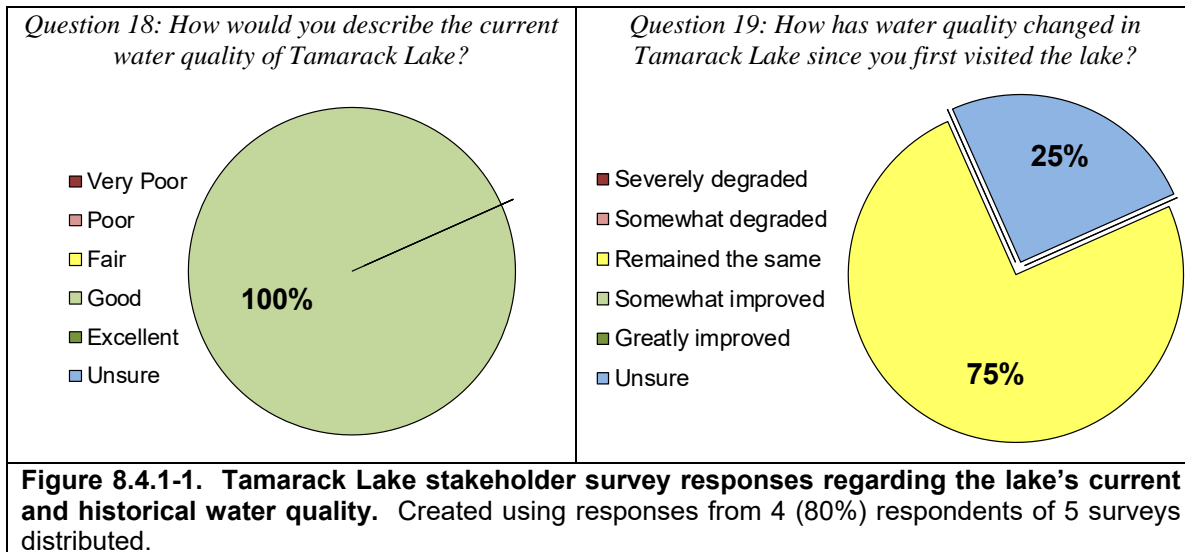 Question 18: How would you describe the current
water quality of Tamarack Lake?
Very Poor
Poor
Fair
Good
Excellent
Unsure
100%
Question 19: How has water quality changed in
Tamarack Lake since you first visited the lake?
Severely degraded
Somewhat degraded
Remained the same
Somewhat improved
Greatly improved
Unsure
25%
75%
Figure 8.4.1-1. Tamarack Lake stakeholder survey responses regarding the lake's current
and historical water quality. Created using responses from 4 (80%) respondents of 5 surveys
distributed.